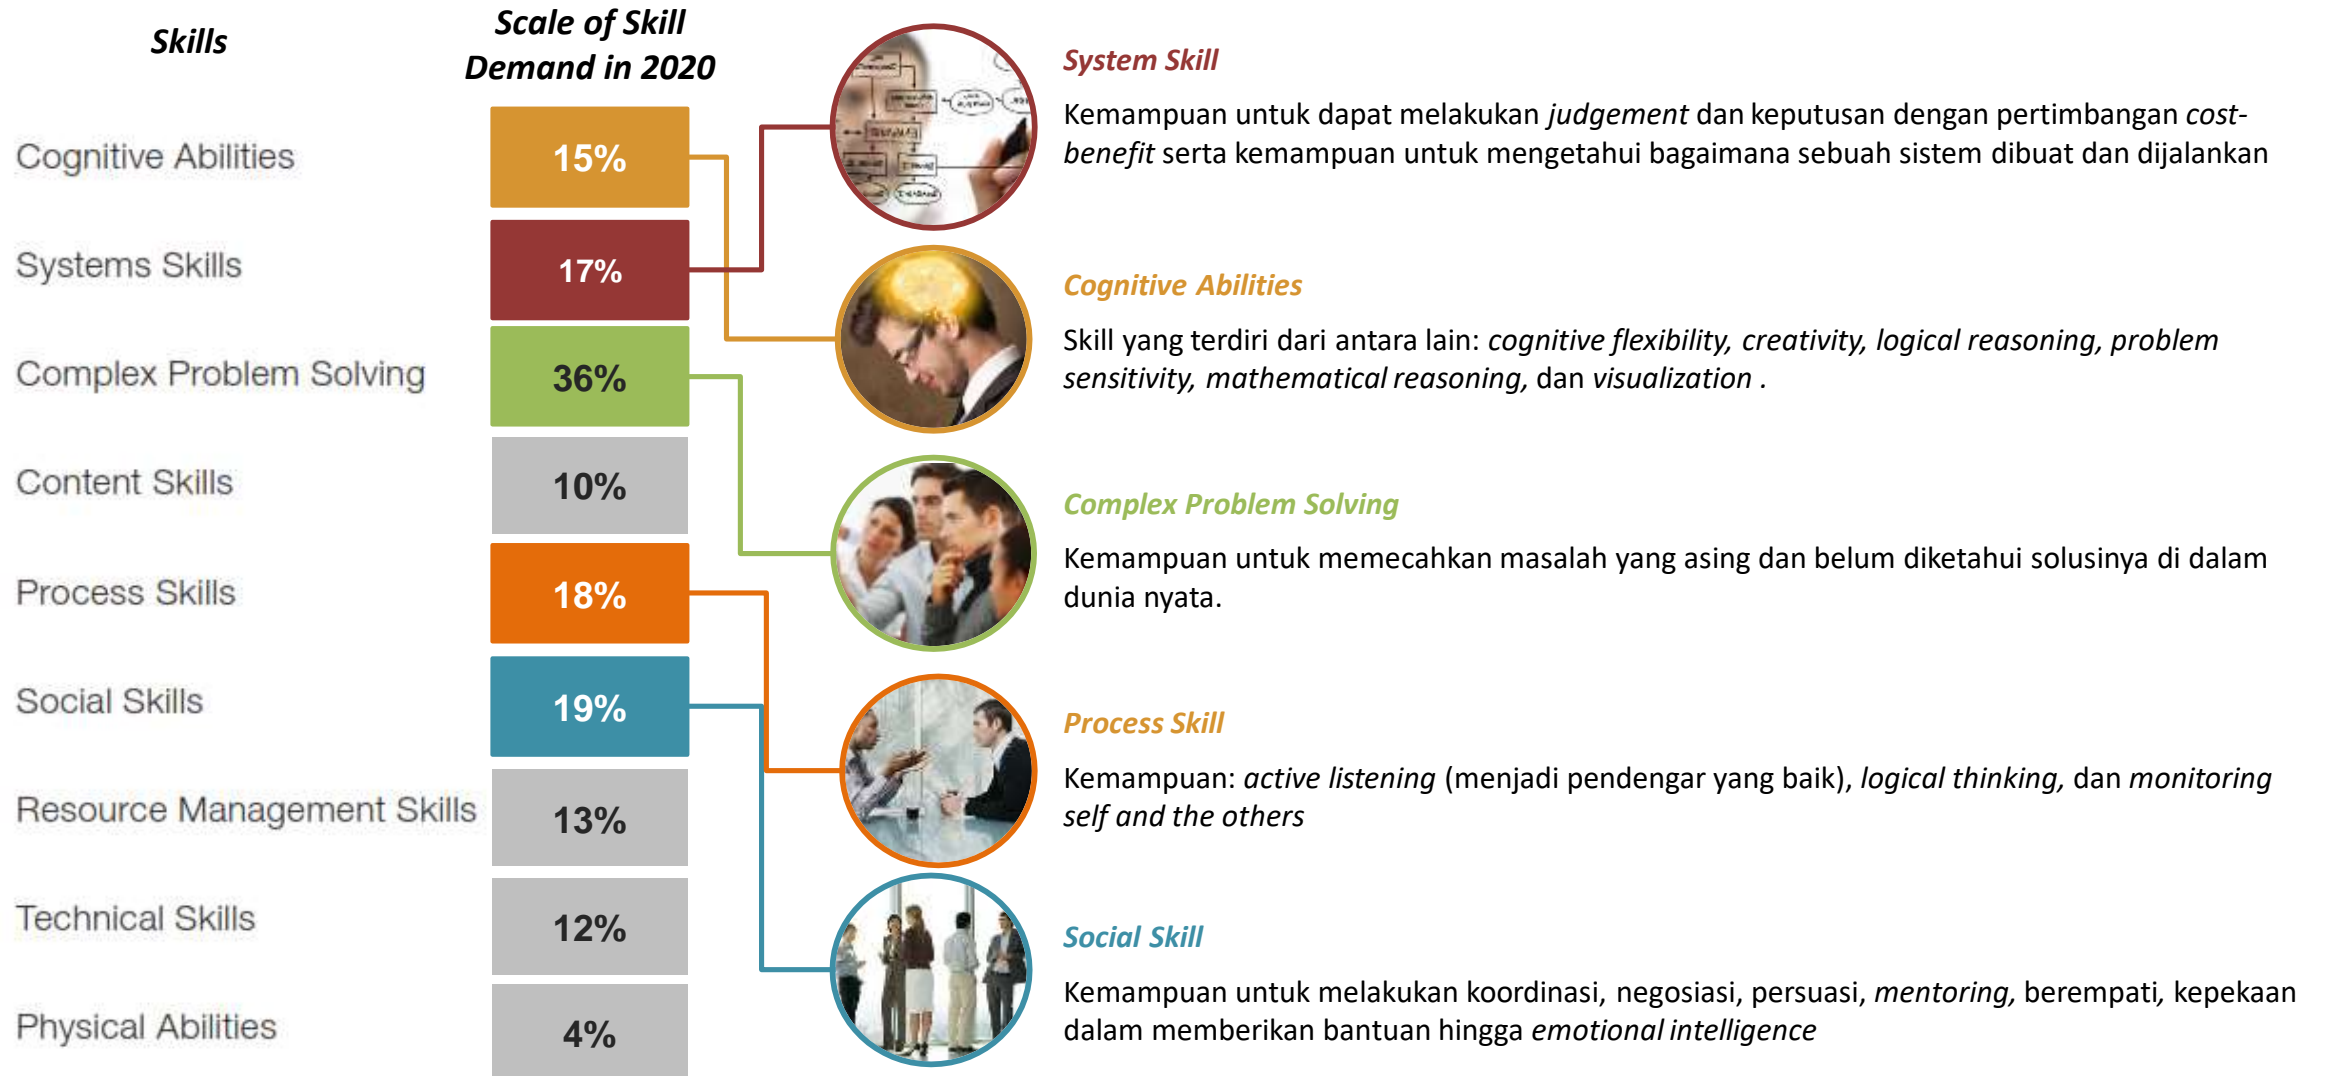 Skills
Scale of Skill
Demand in 2020
Cognitive Abilities
15%
Systems Skills
17%
Complex Problem Solving
36%
Content Skills
10%
Process Skills
18%
Social Skills
19%
Resource Management Skills
13%
Technical Skills
12%
Physical Abilities
4%
System Skill
Kemampuan untuk dapat melakukan judgement dan keputusan dengan pertimbangan cost-
benefit serta kemampuan untuk mengetahui bagaimana sebuah sistem dibuat dan dijalankan
Cognitive Abilities
Skill yang terdiri dari antara lain: cognitive flexibility, creativity, logical reasoning, problem
sensitivity, mathematical reasoning, dan visualization .
Complex Problem Solving
Kemampuan untuk memecahkan masalah yang asing dan belum diketahui solusinya di dalam
dunia nyata.
Process Skill
Kemampuan: active listening (menjadi pendengar yang baik), logical thinking, dan monitoring
self and the others
Social Skill
Kemampuan untuk melakukan koordinasi, negosiasi, persuasi, mentoring, berempati, kepekaan
dalam memberikan bantuan hingga emotional intelligence